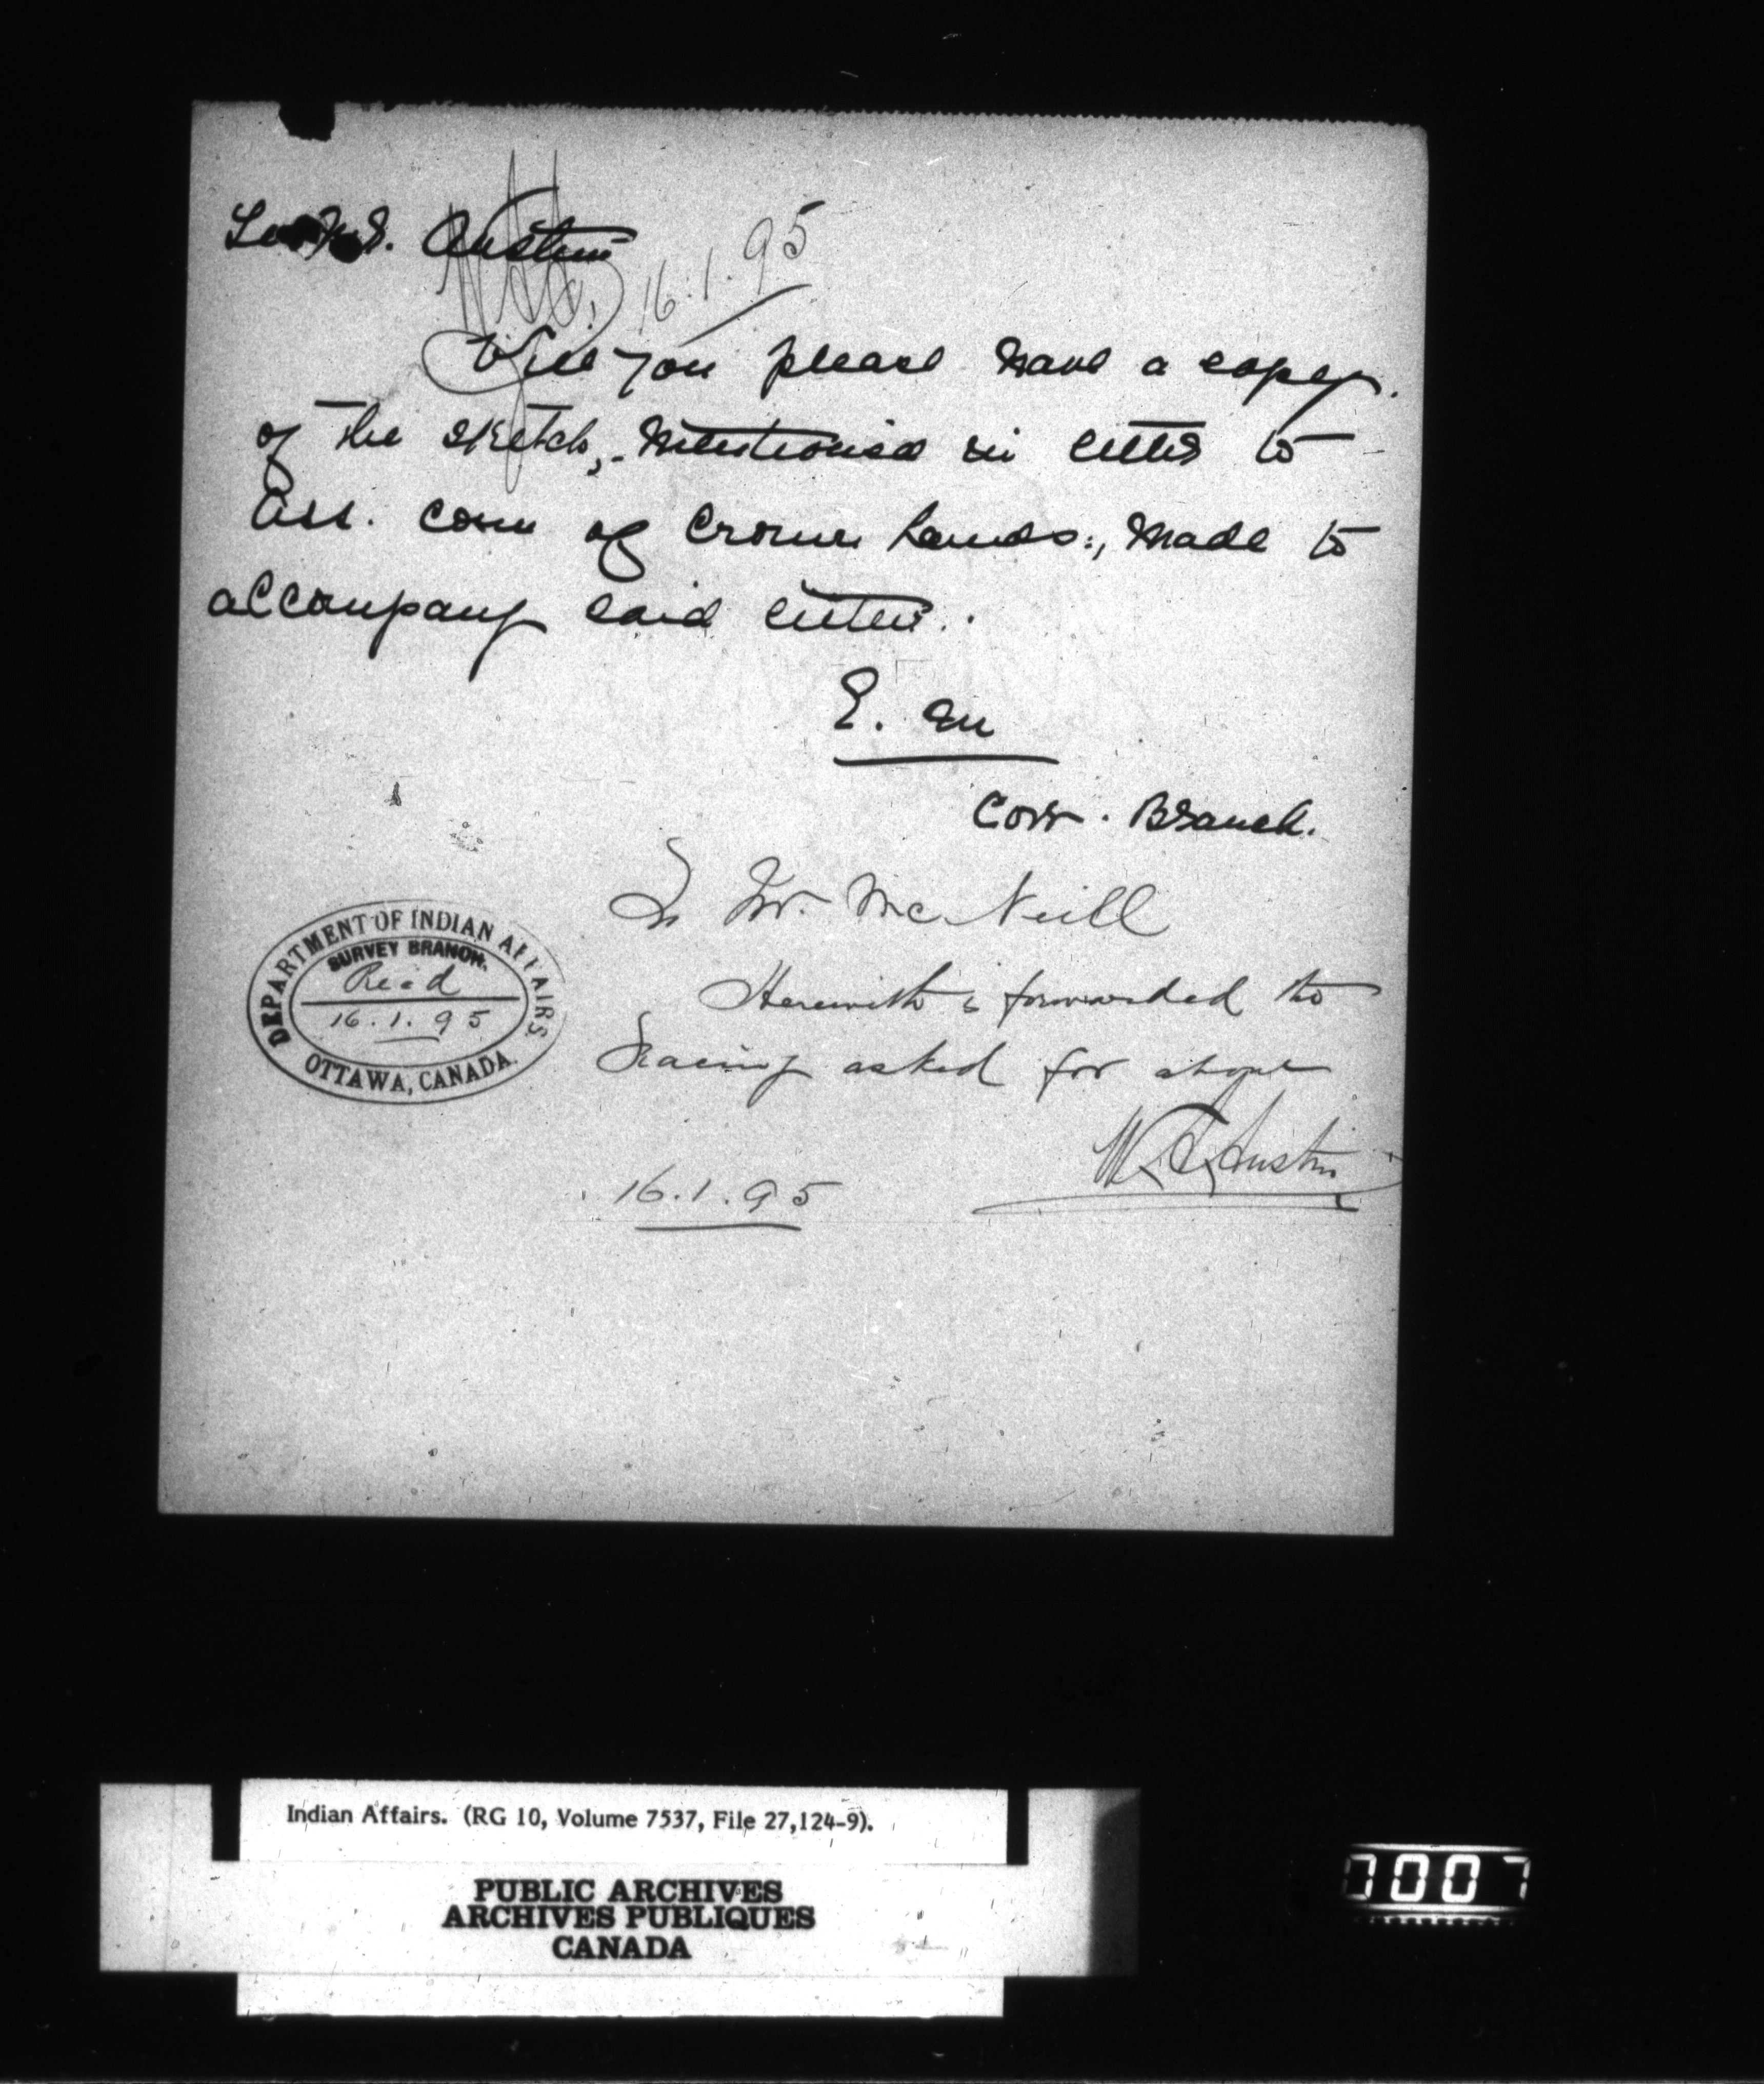 Austin
16.1.95
Will you please have a copy
of the sketch, mentioned in letter to
Ass. Com of Crown Lands, made to
accompany said letter.
E. M
Corr. Branch.
To Mr. McNeill
Herewith is forwarded the
tracing asked for above
W. A. Austin
16.1.95
DEPARTMENT OF INDIAN AFFAIRS.
SURVEY BRANCH.
Rec'd
16.1.95
OTTAWA, CANADA.
Indian Affairs. (RG 10, Volume 7537, File 27,124-9).
PUBLIC ARCHIVES
ARCHIVES PUBLIQUES
CANADA
0007